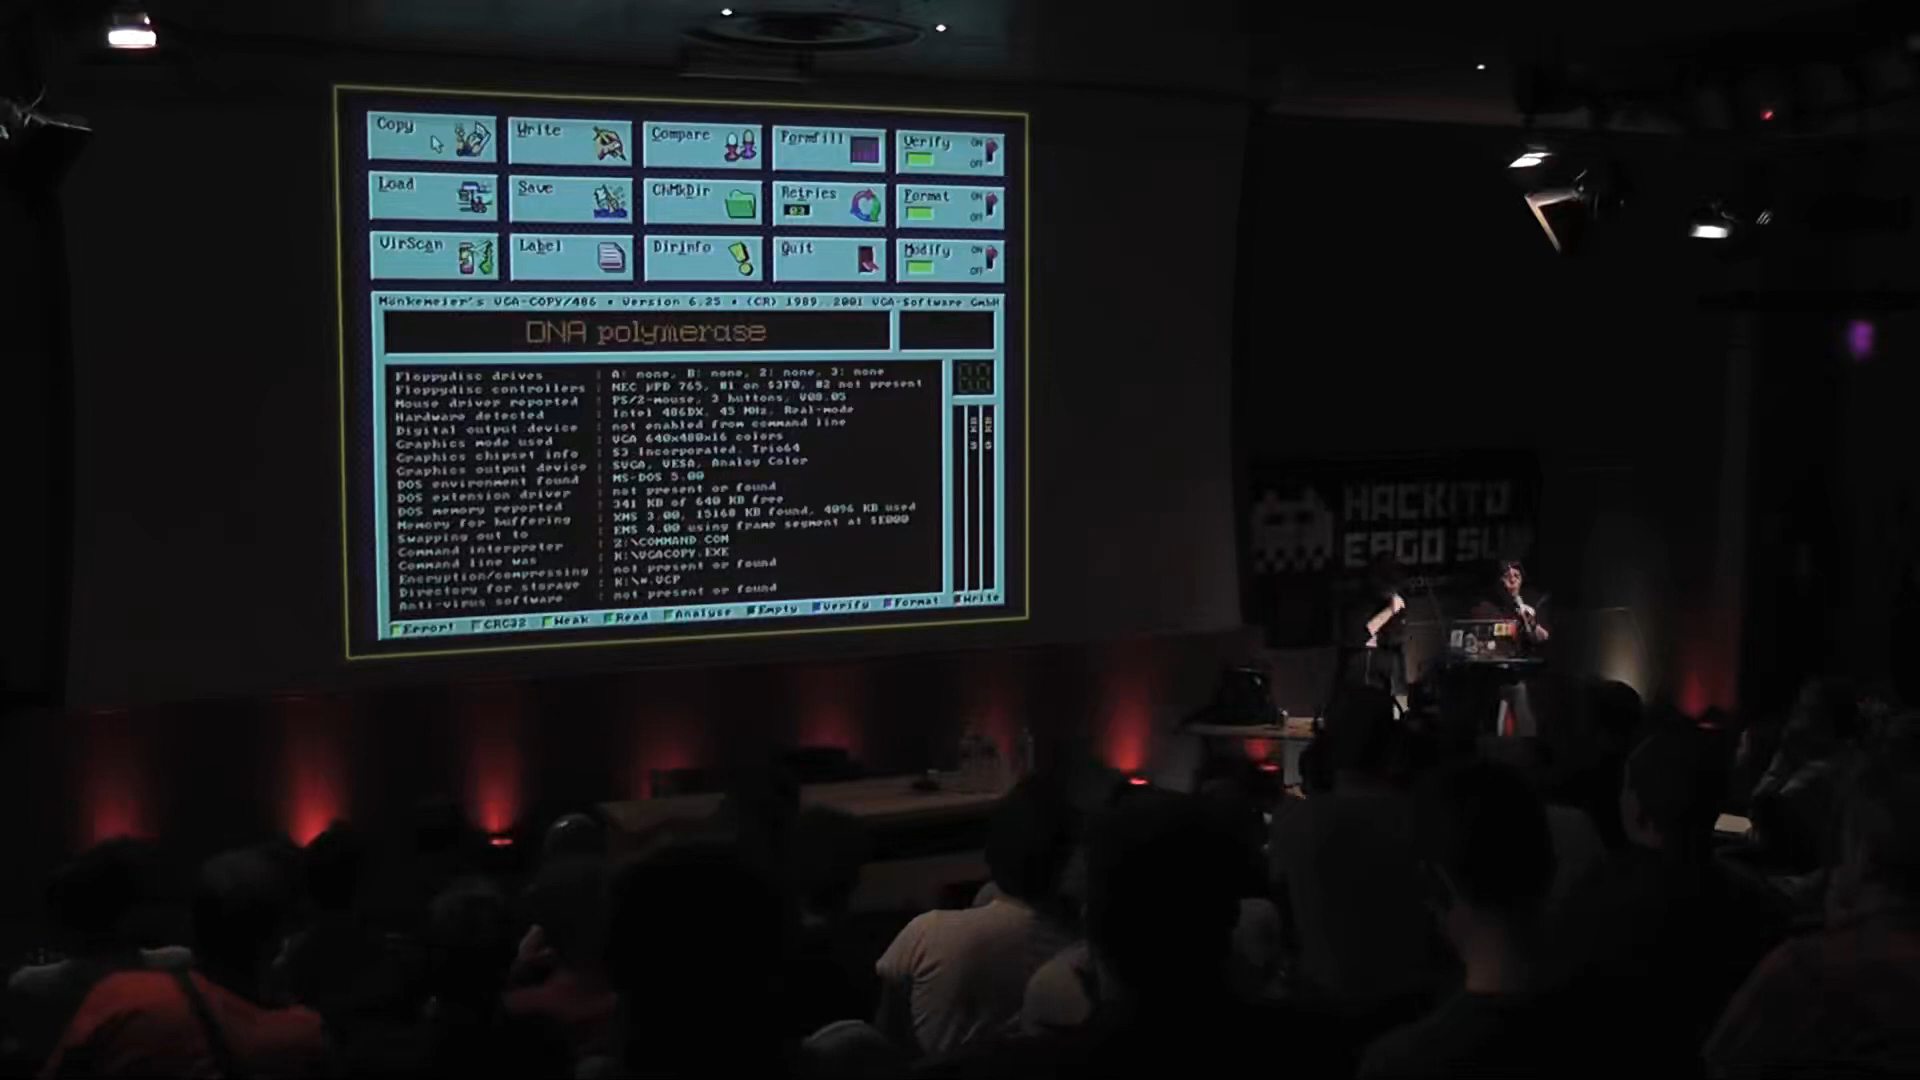 Copy
Write
Compare
Formfill
Verify
ON
OFF
Load
Save
ChMkDir
Retries
03
Format
ON
OFF
VirScan
Label
Dirinfo
Quit
Modify
ON
OFF
Mönkemeier's VGA-COPY/486 • Version 6.25 • (CR) 1989..2001 VGA-Software GmbH
DNA polymerase
Floppydisc drives : A: none, B: none, 2: none, 3: none
Floppydisc controllers : NEC µPD 765, #1 on $3F0, #2 not present
Mouse driver reported : PS/2-mouse, 3 buttons, V08.05
Hardware detected : Intel 486DX, 45 MHz, Real-mode
Digital output device : not enabled from command line
Graphics mode used : VGA 640x480x16 colors
Graphics chipset info : S3 Incorporated. Trio64
Graphics output device : SVGA, VESA, Analog Color
DOS environment found : MS-DOS 5.00
DOS extension driver : not present or found
DOS memory reported : 341 KB of 640 KB free
Memory for buffering : XMS 3.00, 15168 KB found, 4096 KB used
Swapping out to : EMS 4.00 using frame segment at $E000
Command interpreter : Z:\COMMAND.COM
Command line was : K:\VGACOPY.EXE
Encryption/compressing : not present or found
Directory for storage : K:\*.VCP
Anti-virus software : not present or found
Error! CRC32 Weak Read Analyse Empty Verify Format Write
HACKITO
ERGO SUM